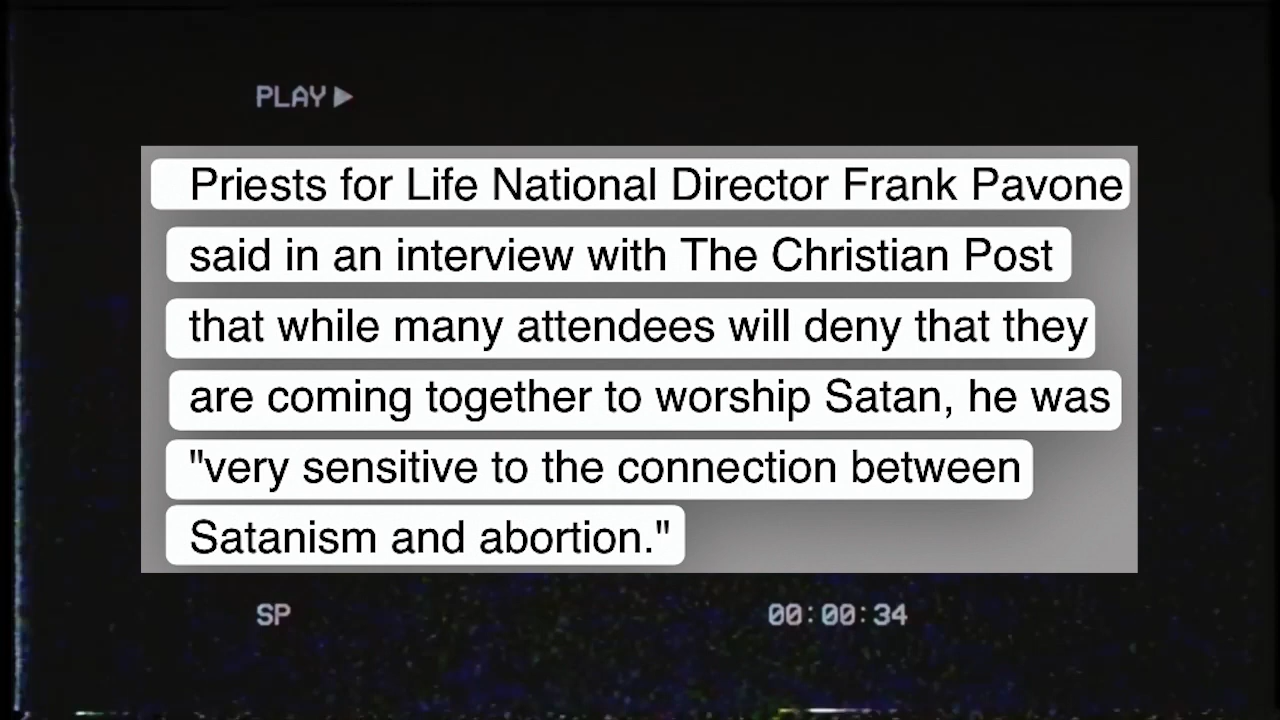 PLAY
Priests for Life National Director Frank Pavone
said in an interview with The Christian Post
that while many attendees will deny that they
are coming together to worship Satan, he was
"very sensitive to the connection between
Satanism and abortion."
SP 00:00:34